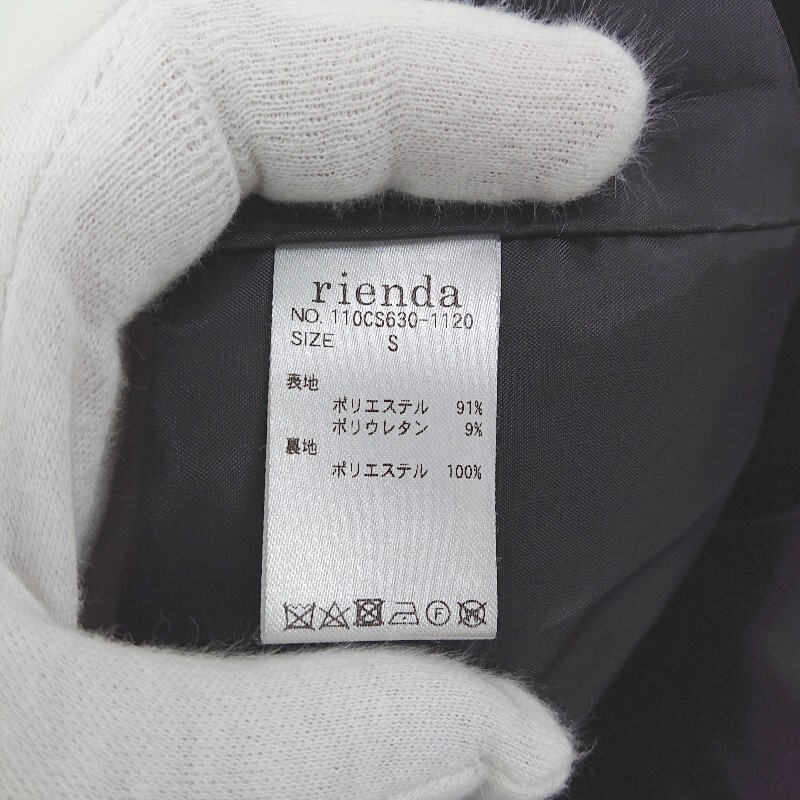 rienda
NO. 110CS630-1120
SIZE S
表地
ポリエステル 91%
ポリウレタン 9%
裏地
ポリエステル 100%
F
W